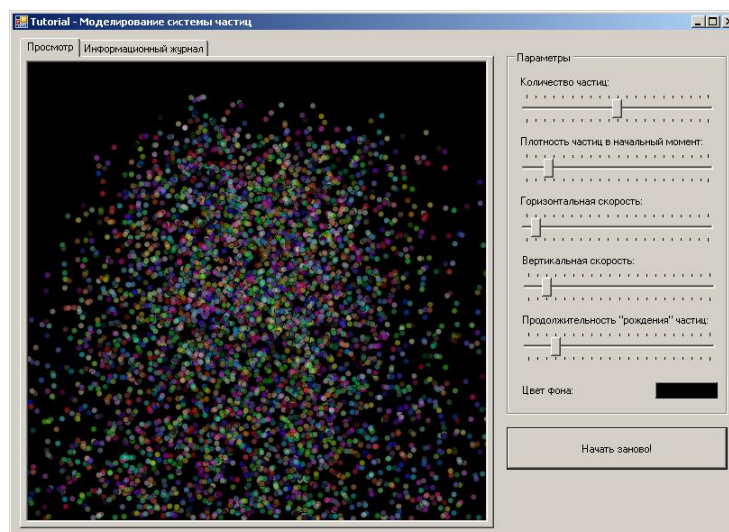 Tutorial - Моделирование системы частиц
Просмотр
Информационный журнал
Параметры
Количество частиц:
Плотность частиц в начальный момент:
Горизонтальная скорость:
Вертикальная скорость:
Продолжительность "рождения" частиц:
Цвет фона:
Начать заново!